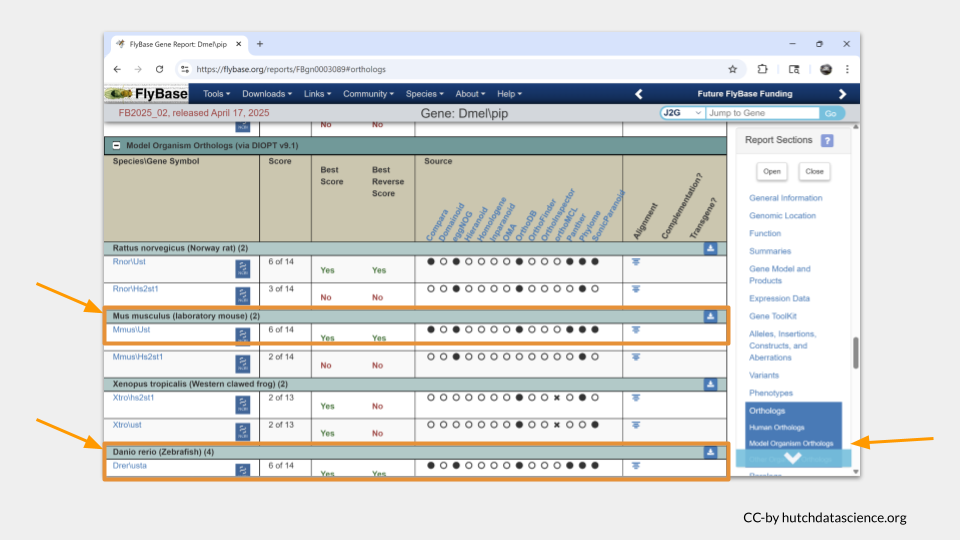 FlyBase Gene Report: Dmel\pip
https://flybase.org/reports/FBgn0003089#orthologs
FlyBase Tools Downloads Links Community Species About Help Future FlyBase Funding
FB2025_02, released April 17, 2025 Gene: Dmel\pip J2G Jump to Gene Go
No No
Model Organism Orthologs (via DIOPT v9.1)
Species\Gene Symbol Score Best Score Best Reverse Score Source Alignment Complementation? Transgene?
Compara Domainoid eggNOG Hieranoid Homologene Inparanoid OMA OrthoDB OrthoFinder OrthoInspector orthoMCL Panther Phylome SonicParanoid
Rattus norvegicus (Norway rat) (2)
Rnor\Ust 6 of 14 Yes Yes
Rnor\Hs2st1 3 of 14 No No
Mus musculus (laboratory mouse) (2)
Mmus\Ust 6 of 14 Yes Yes
Mmus\Hs2st1 2 of 14 No No
Xenopus tropicalis (Western clawed frog) (2)
Xtro\hs2st1 2 of 13 Yes No
Xtro\ust 2 of 13 Yes No
Danio rerio (Zebrafish) (4)
Drer\usta 6 of 14 Yes Yes
Report Sections ?
Open Close
General Information
Genomic Location
Function
Summaries
Gene Model and
Products
Expression Data
Gene ToolKit
Alleles, Insertions,
Constructs, and
Aberrations
Variants
Phenotypes
Orthologs
Human Orthologs
Model Organism Orthologs
CC-by hutchdatascience.org